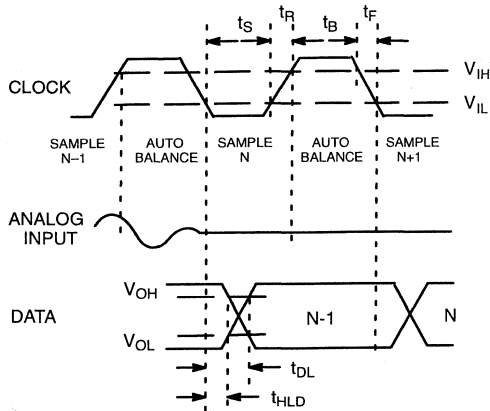 tS tR tB tF
CLOCK
VIH
VIL
SAMPLE
N–1
AUTO
BALANCE
SAMPLE
N
AUTO
BALANCE
SAMPLE
N+1
ANALOG
INPUT
DATA
VOH
VOL
N-1
N
tDL
tHLD